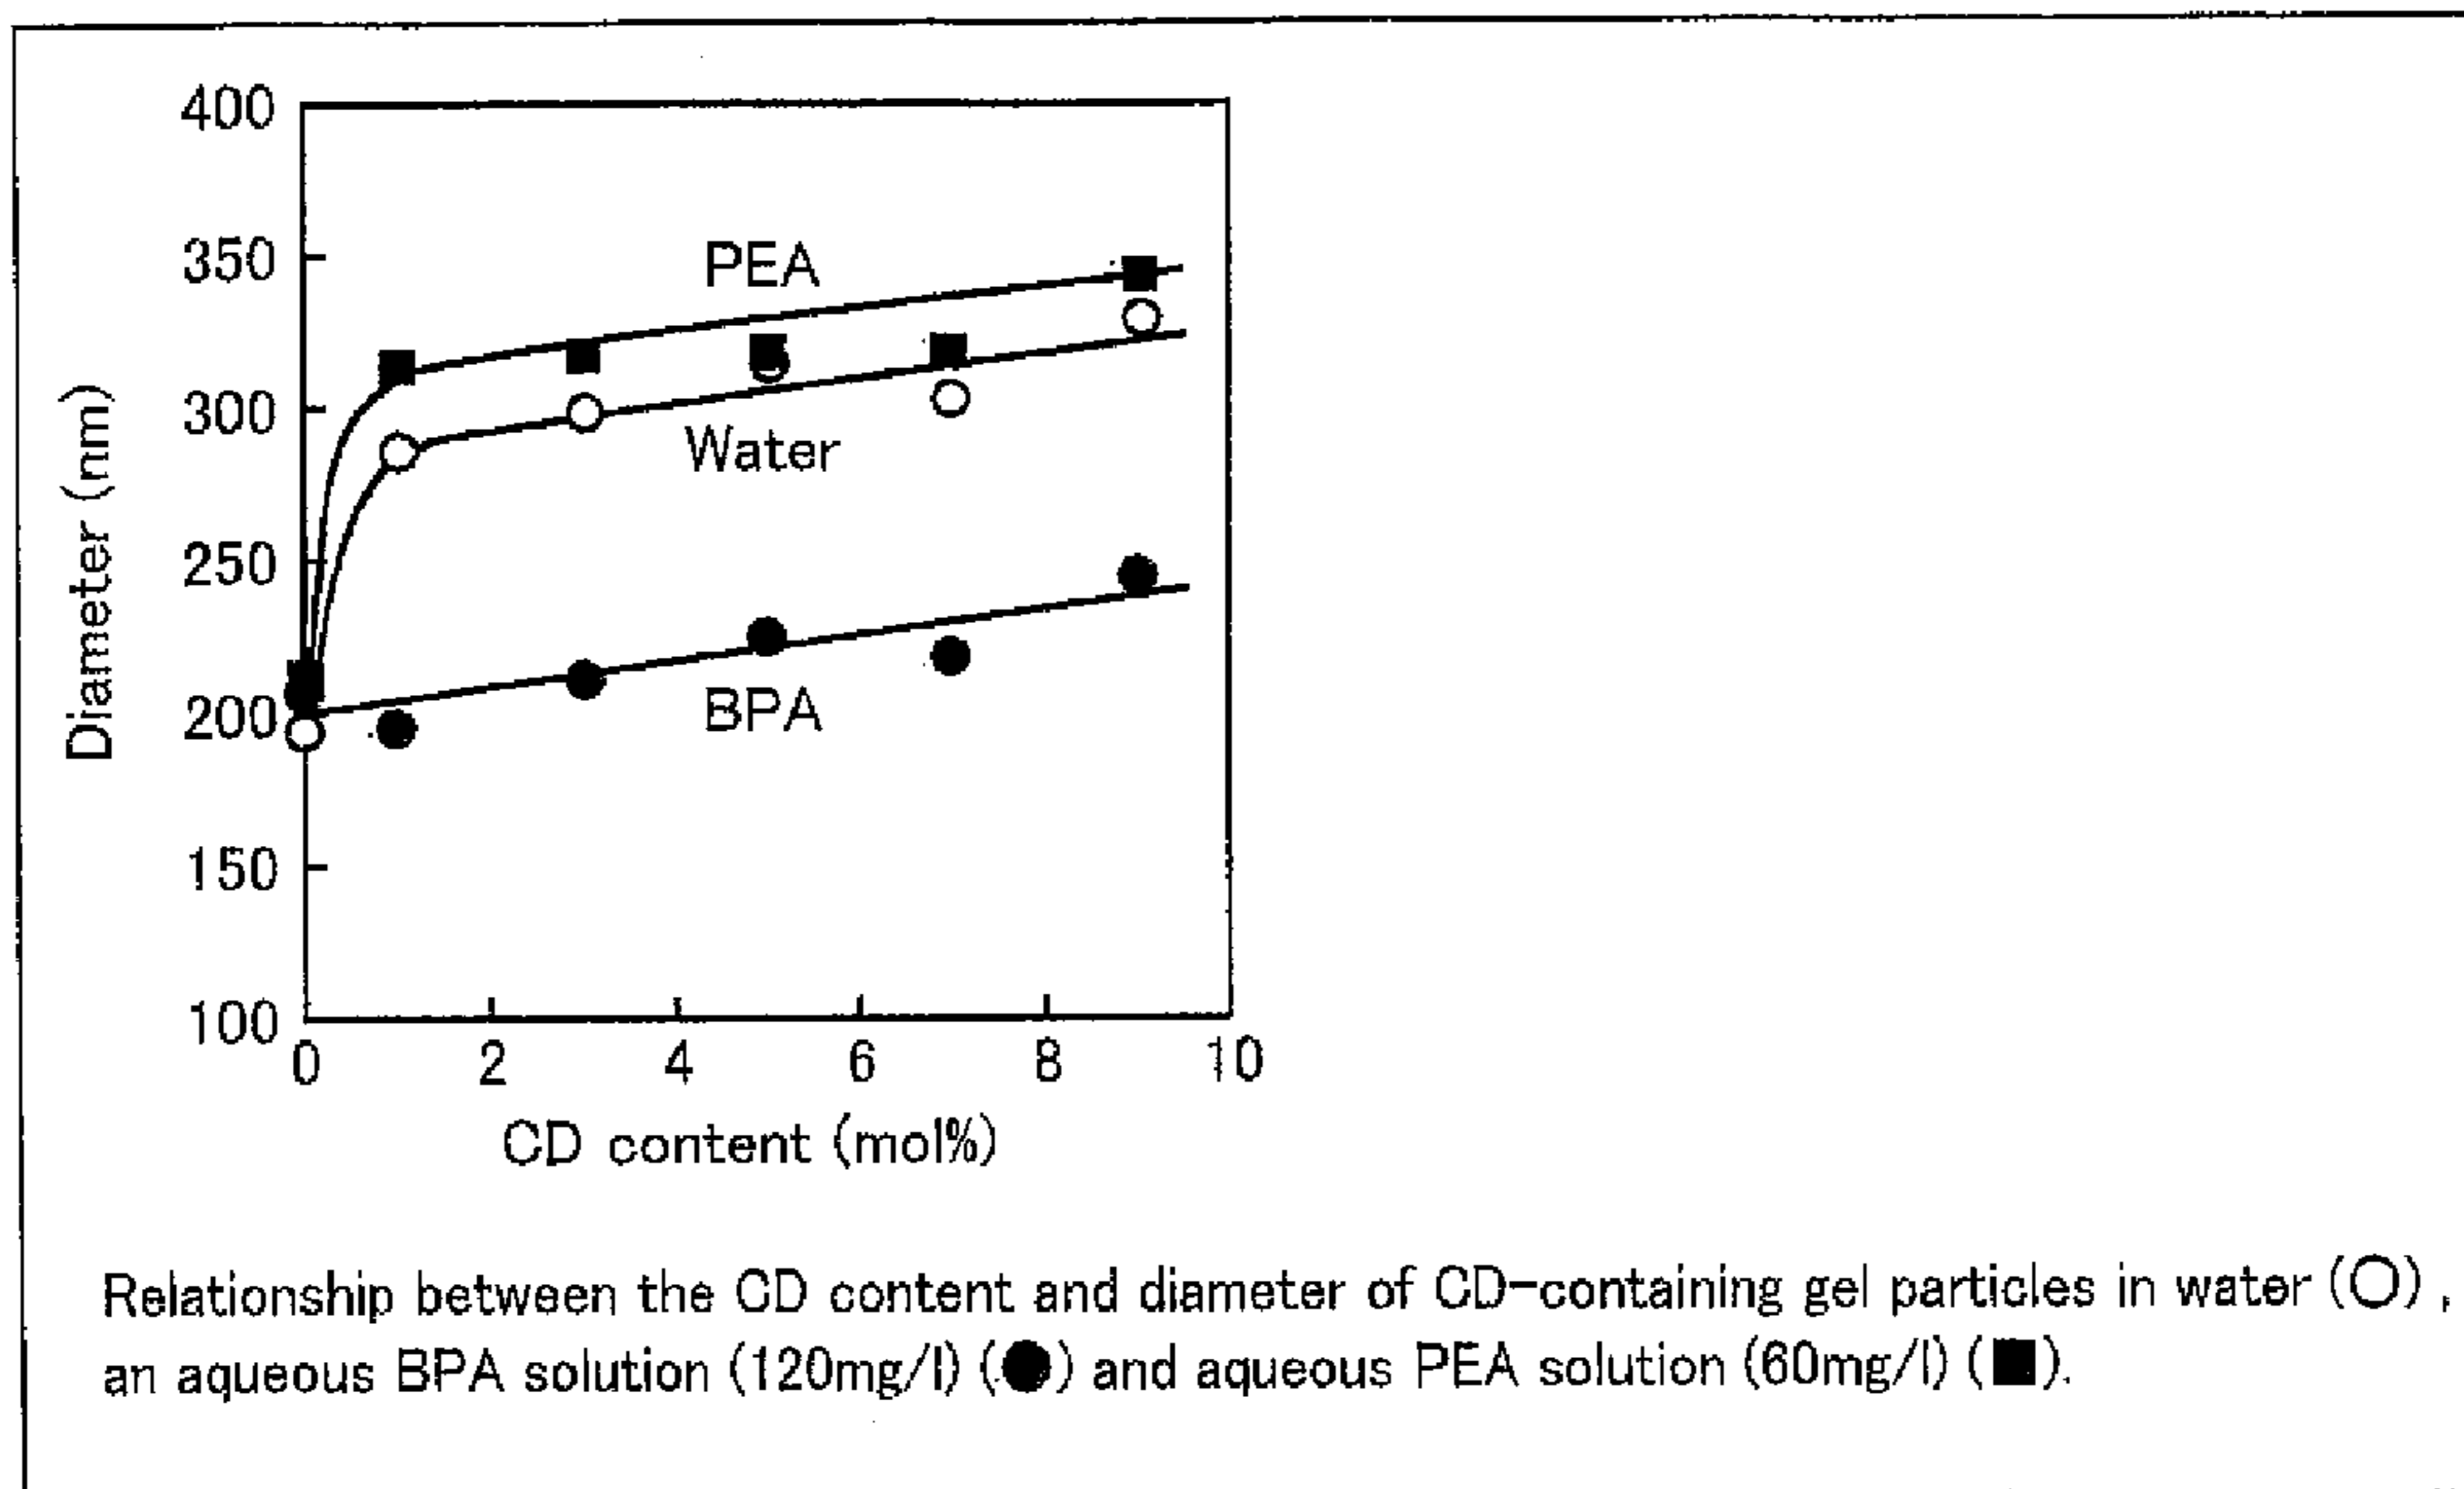 400
350
300
250
200
150
100
Diameter (nm)
PEA
Water
BPA
0 2 4 6 8 10
CD content (mol%)
Relationship between the CD content and diameter of CD-containing gel particles in water (○),
an aqueous BPA solution (120mg/l) (●) and aqueous PEA solution (60mg/l) (■).